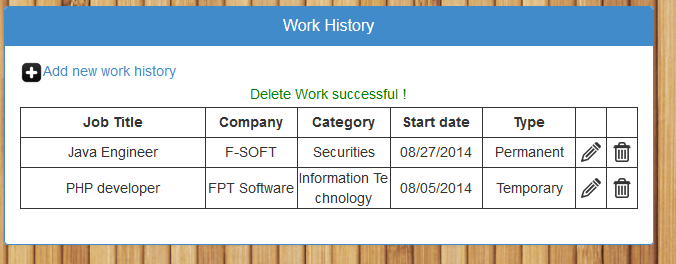 Work History
Add new work history
Delete Work successful !
Job Title Company Category Start date Type
Java Engineer F-SOFT Securities 08/27/2014 Permanent
PHP developer FPT Software Information Te 08/05/2014 Temporary
chnology